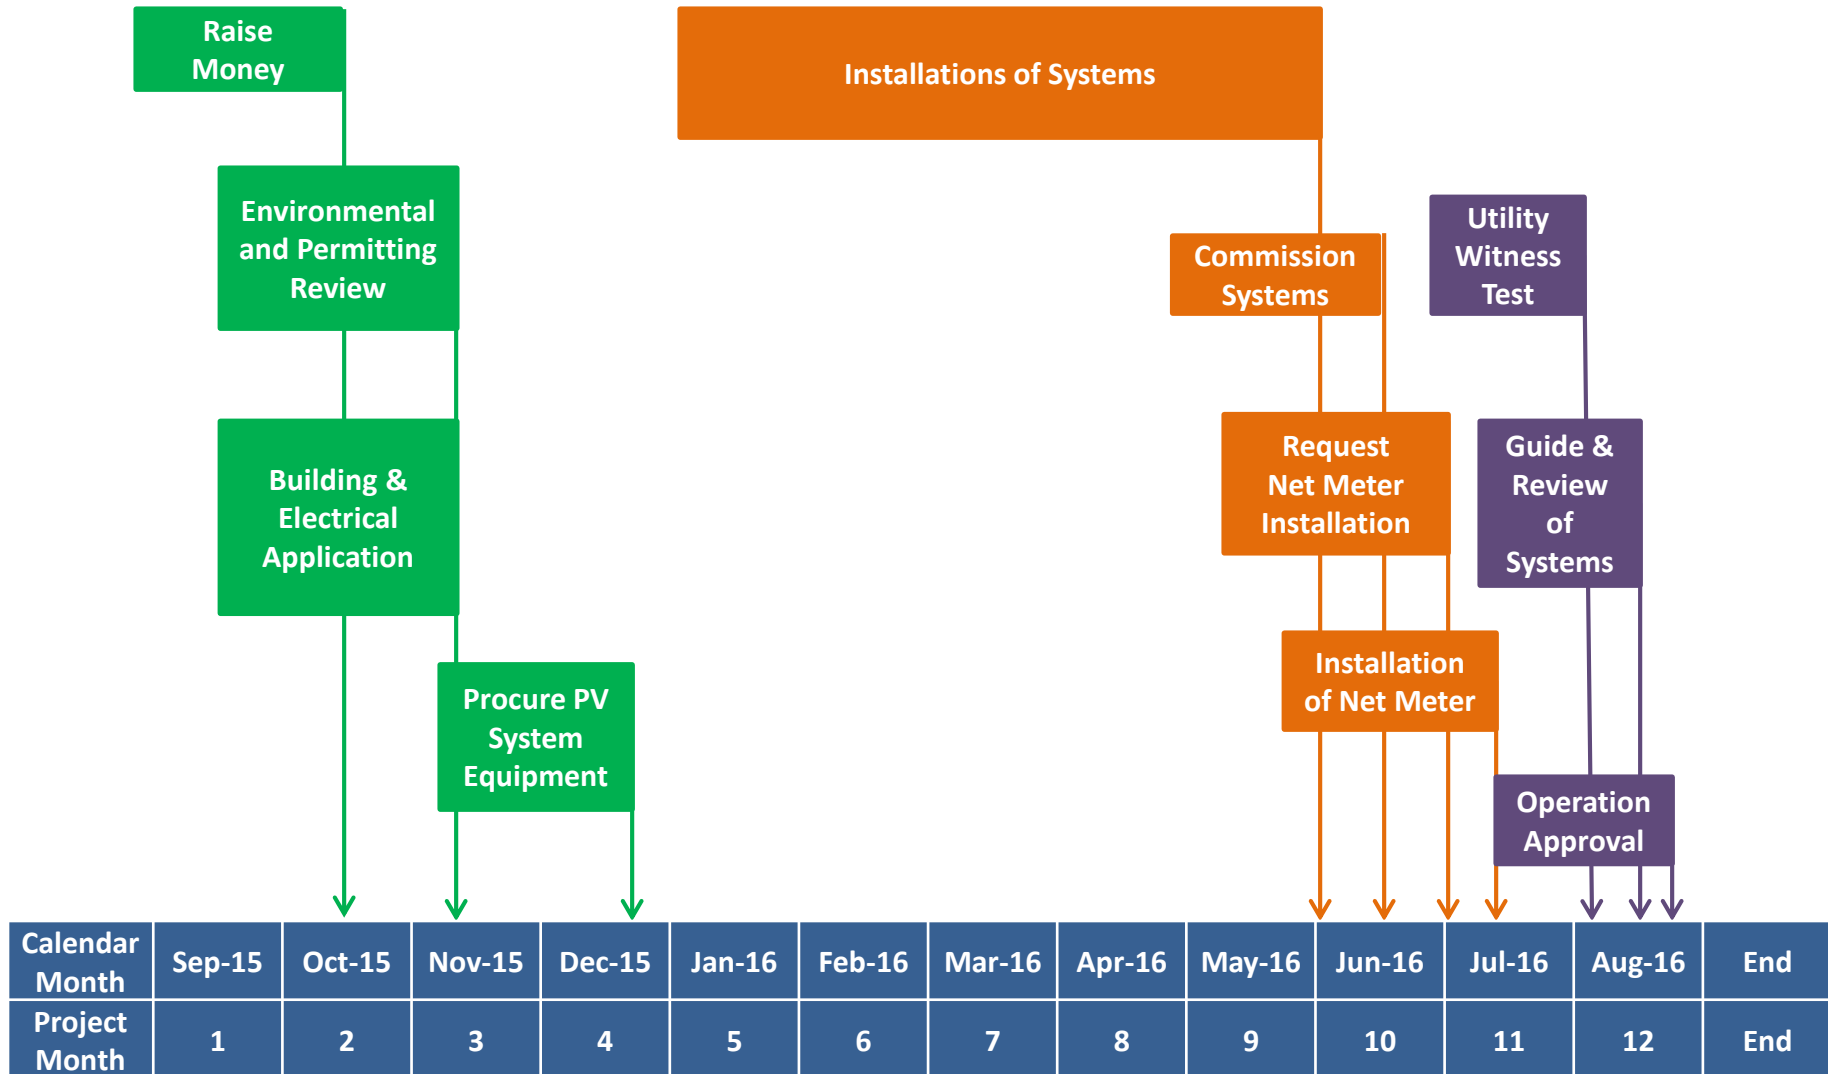 Raise
Money
Installations of Systems
Environmental
and Permitting
Review
Utility
Witness
Test
Commission
Systems
Building &
Electrical
Application
Request
Net Meter
Installation
Guide &
Review
of
Systems
Procure PV
System
Equipment
Installation
of Net Meter
Operation
Approval
Calendar
Month
Sep-15
Oct-15
Nov-15
Dec-15
Jan-16
Feb-16
Mar-16
Apr-16
May-16
Jun-16
Jul-16
Aug-16
End
Project
Month
1
2
3
4
5
6
7
8
9
10
11
12
End